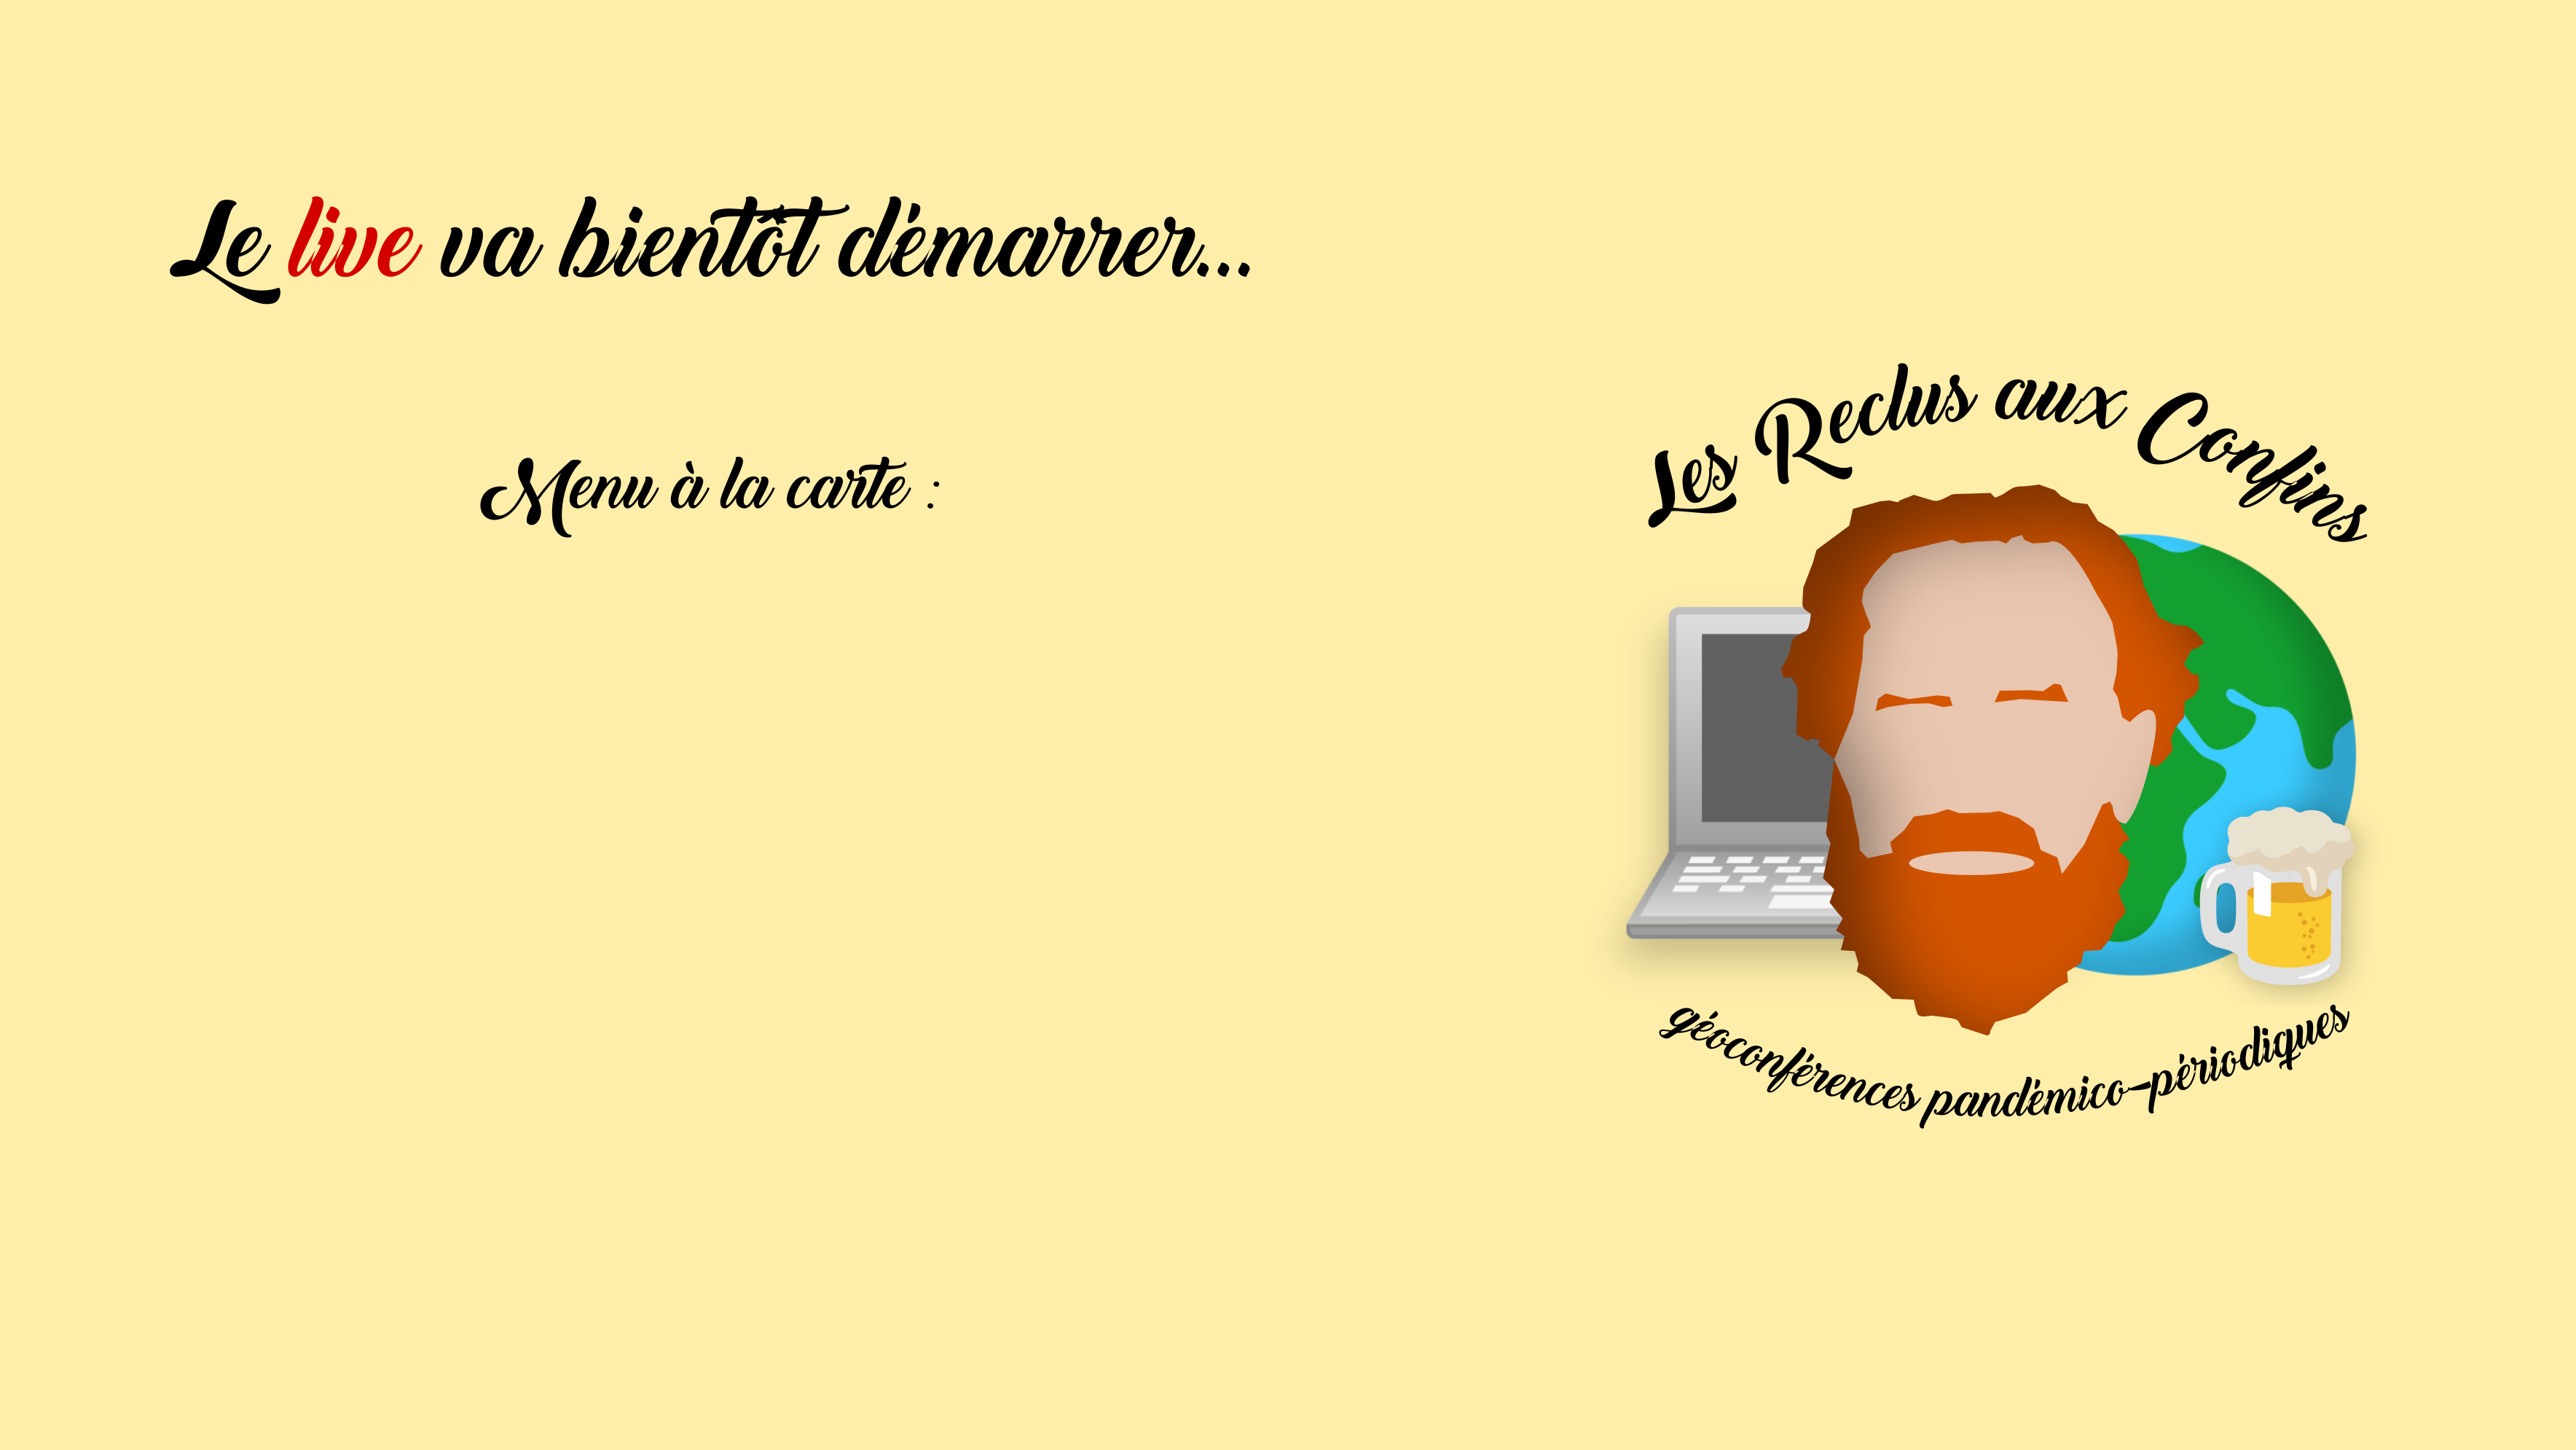 Le live va bientôt démarrer...
Menu à la carte :
Les Reclus aux Confins
géoconférences pandémico-périodiques